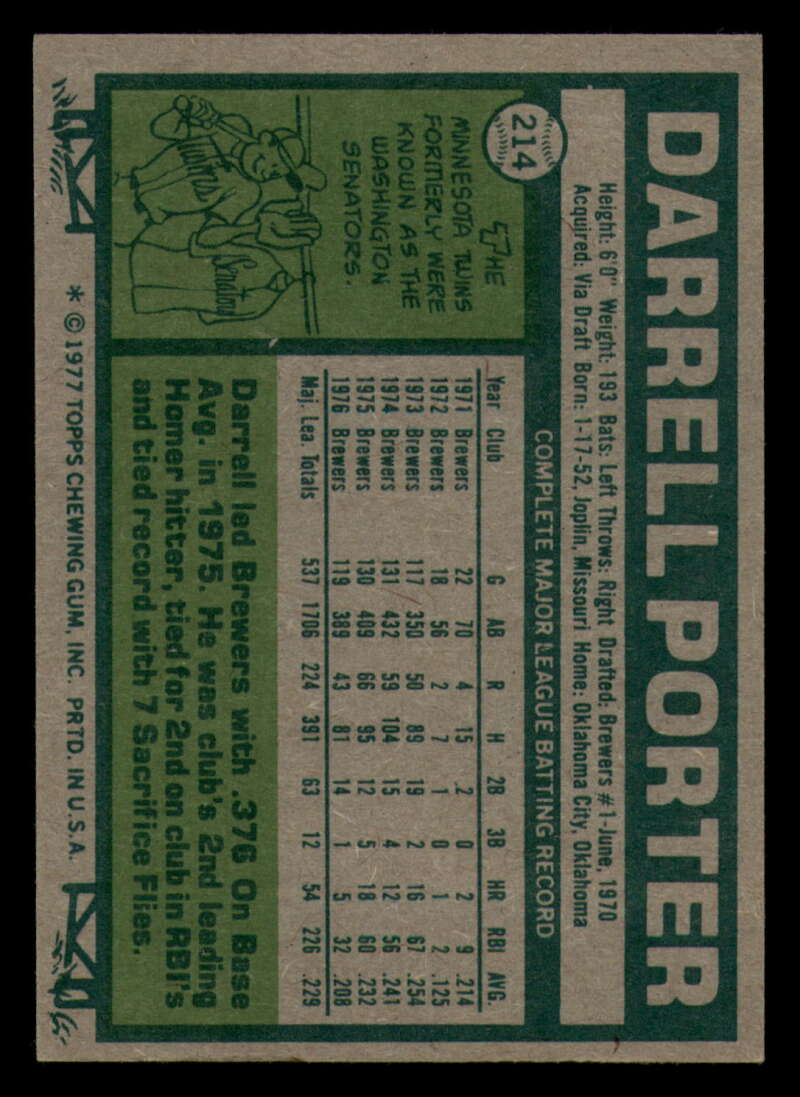 DARRELL PORTER
214
Height: 6'0" Weight: 193 Bats: Left Throws: Right Drafted: Brewers #1-June, 1970
Acquired: Via Draft Born: 1-17-52, Joplin, Missouri Home: Oklahoma City, Oklahoma
COMPLETE MAJOR LEAGUE BATTING RECORD
Year Club G AB R H 2B 3B HR RBI AVG.
1971 Brewers 22 70 4 15 2 0 2 9 .214
1972 Brewers 18 56 2 7 1 0 1 2 .125
1973 Brewers 117 350 50 89 19 2 16 67 .254
1974 Brewers 131 432 59 104 15 4 12 56 .241
1975 Brewers 130 409 66 95 12 5 18 60 .232
1976 Brewers 119 389 43 81 14 1 5 32 .208
Maj. Lea. Totals 537 1706 224 391 63 12 54 226 .229
THE
MINNESOTA TWINS
FORMERLY WERE
KNOWN AS THE
WASHINGTON
SENATORS.
Twins
Senators
Darrell led Brewers with .376 On Base
Avg. in 1975. He was club's 2nd leading
Homer hitter, tied for 2nd on club in RBI's
and tied record with 7 Sacrifice Flies.
* © 1977 TOPPS CHEWING GUM, INC. PRTD. IN U.S.A.